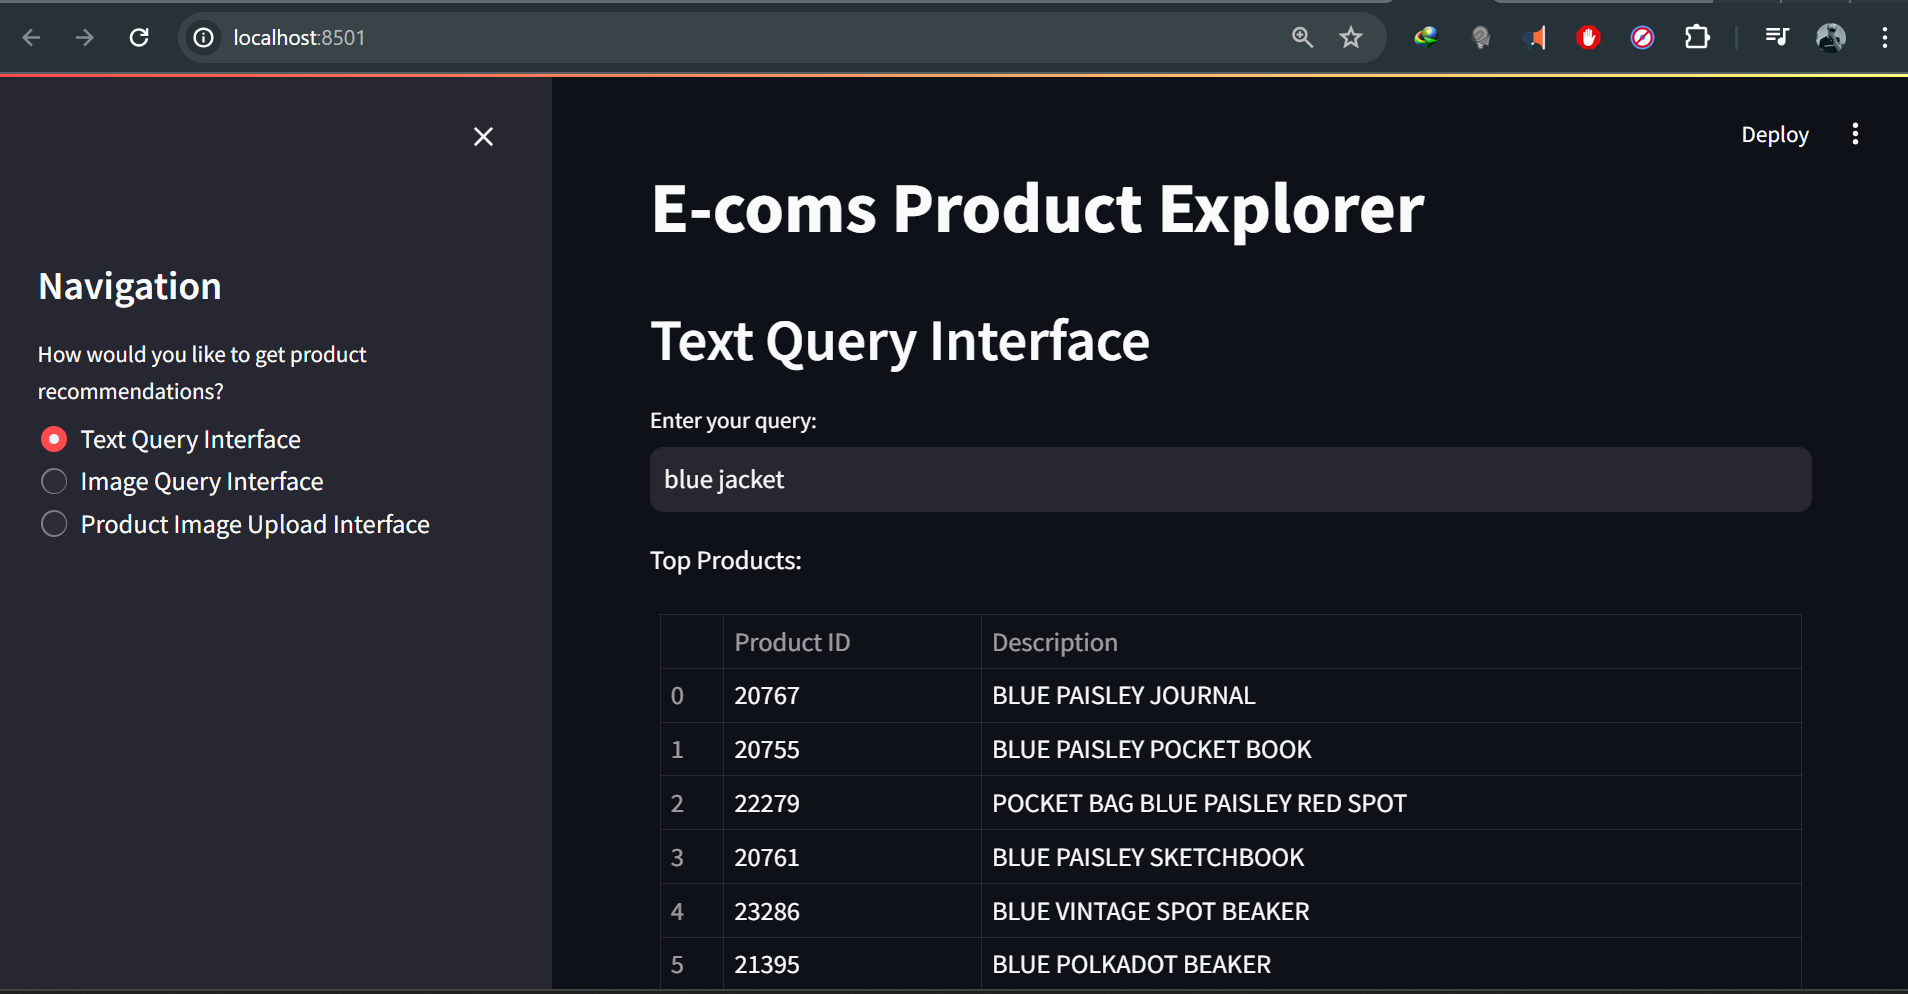 localhost:8501
Deploy
Navigation
How would you like to get product
recommendations?
Text Query Interface
Image Query Interface
Product Image Upload Interface
E-coms Product Explorer
Text Query Interface
Enter your query:
blue jacket
Top Products:
Product ID Description
0 20767 BLUE PAISLEY JOURNAL
1 20755 BLUE PAISLEY POCKET BOOK
2 22279 POCKET BAG BLUE PAISLEY RED SPOT
3 20761 BLUE PAISLEY SKETCHBOOK
4 23286 BLUE VINTAGE SPOT BEAKER
5 21395 BLUE POLKADOT BEAKER